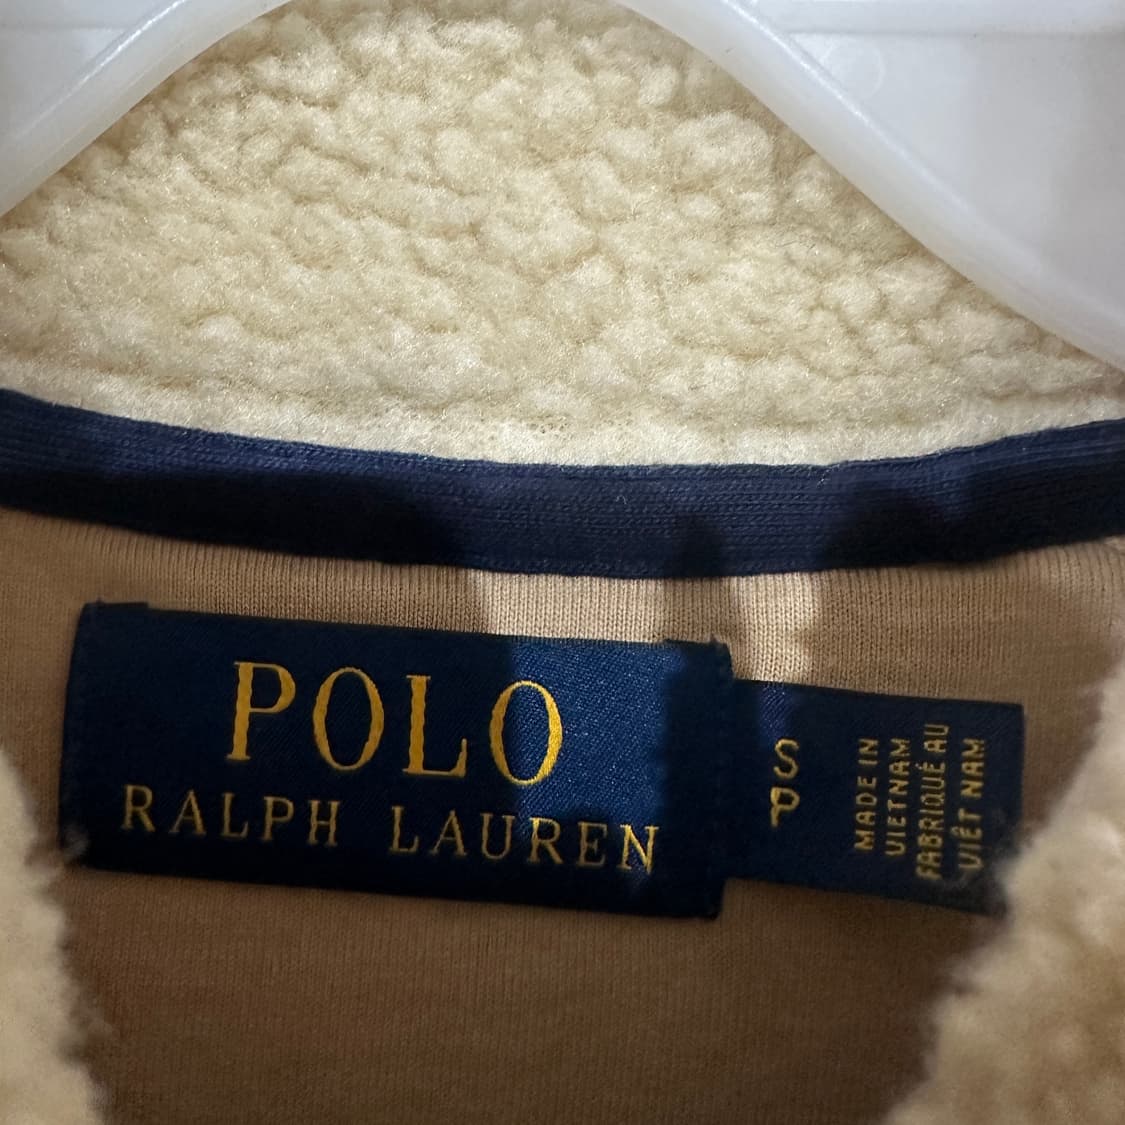 POLO
RALPH LAUREN
S
P
MADE IN
VIETNAM
FABRIQUÉ AU
VIÊT NAM